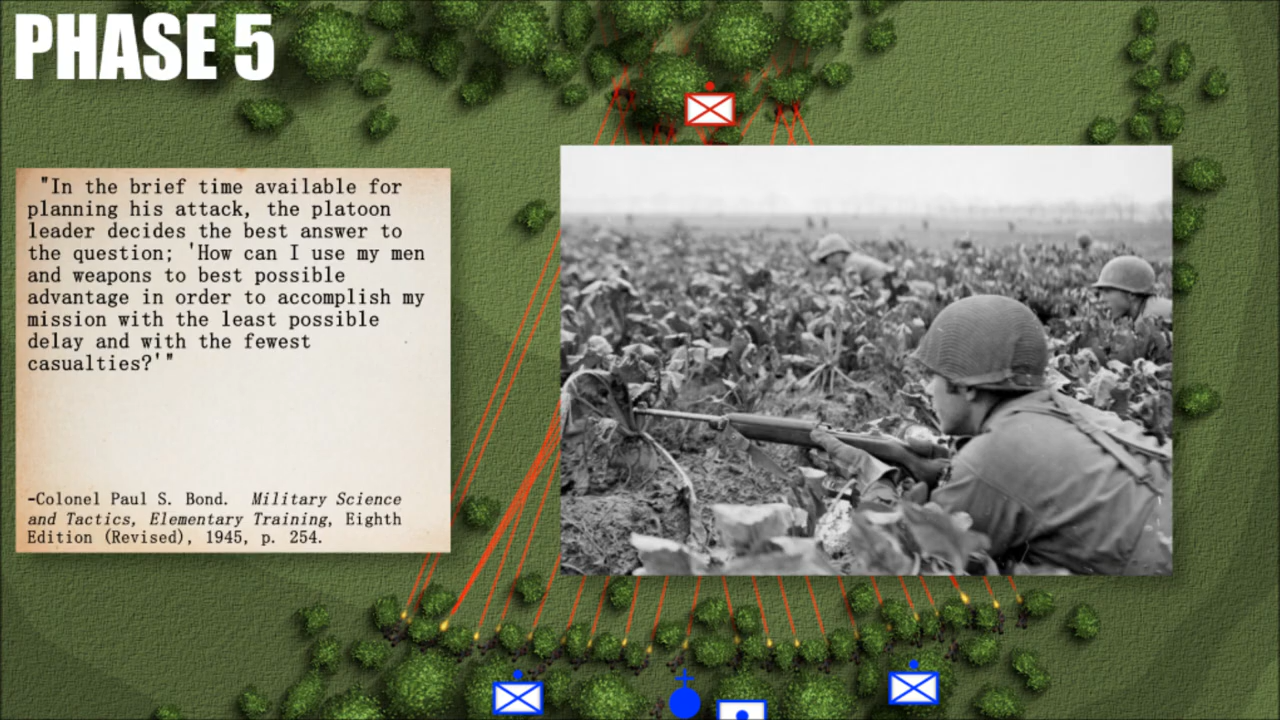 PHASE 5
"In the brief time available for
planning his attack, the platoon
leader decides the best answer to
the question; 'How can I use my men
and weapons to best possible
advantage in order to accomplish my
mission with the least possible
delay and with the fewest
casualties?'"
-Colonel Paul S. Bond. Military Science
and Tactics, Elementary Training, Eighth
Edition (Revised), 1945, p. 254.